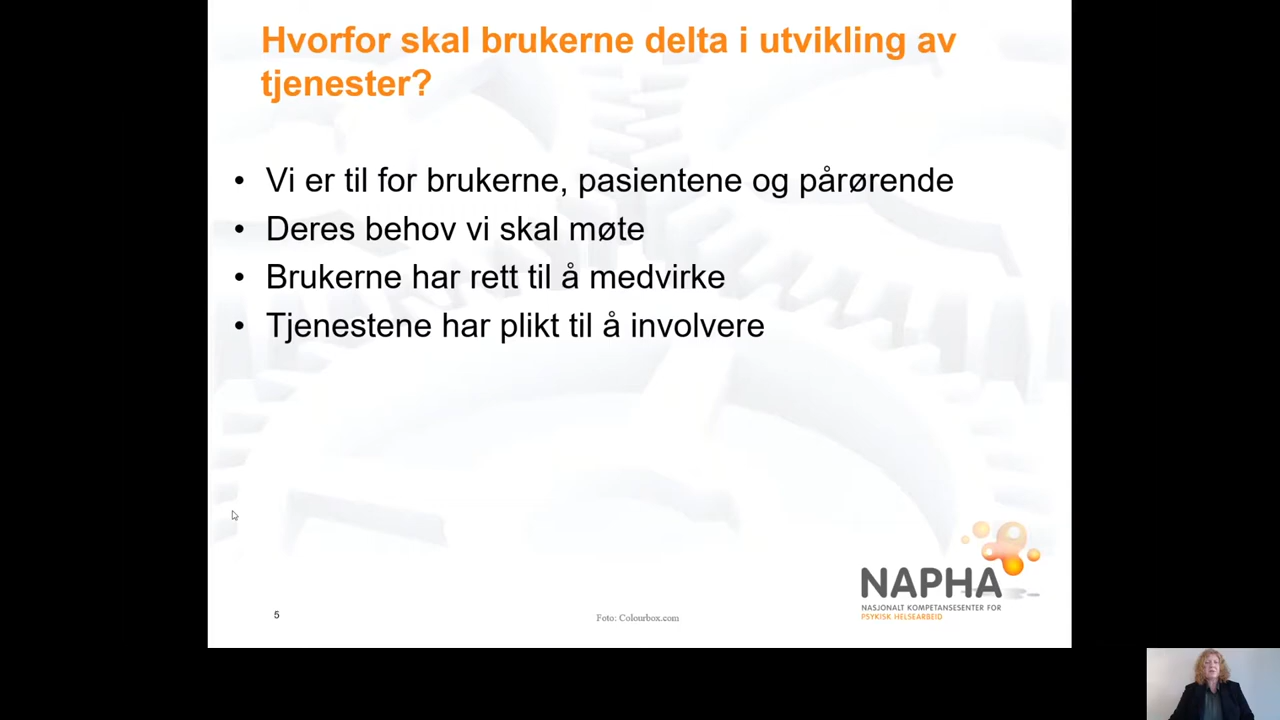 Hvorfor skal brukerne delta i utvikling av
tjenester?
• Vi er til for brukerne, pasientene og pårørende
• Deres behov vi skal møte
• Brukerne har rett til å medvirke
• Tjenestene har plikt til å involvere
NAPHA
NASJONALT KOMPETANSESENTER FOR
PSYKISK HELSEARBEID
5
Foto: Colourbox.com